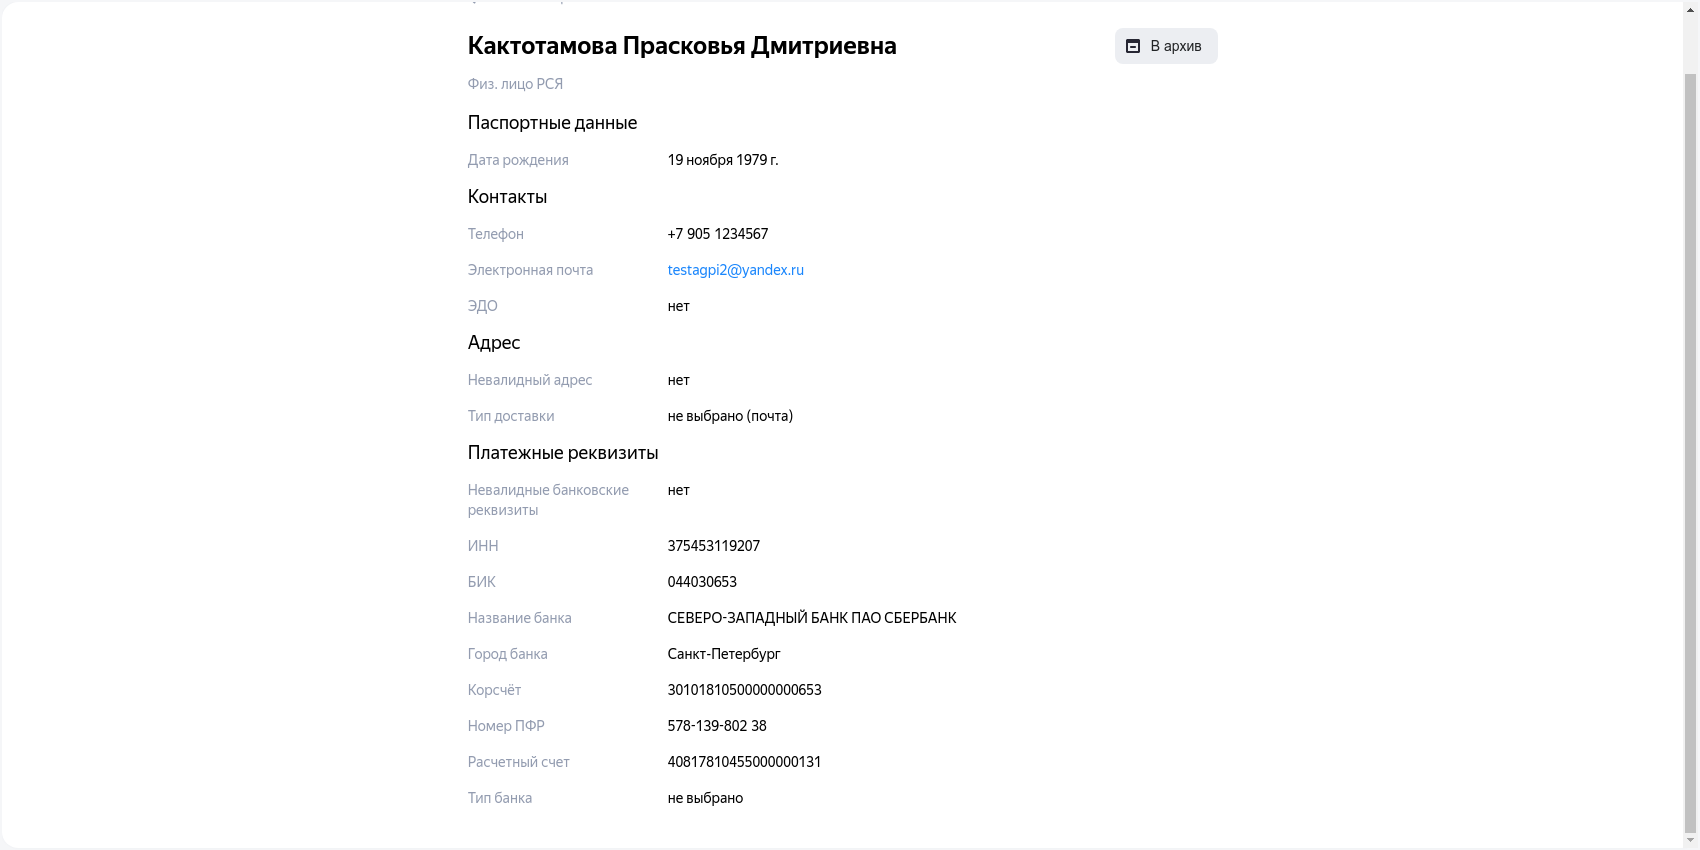 Кактотамова Прасковья Дмитриевна
В архив
Физ. лицо РСЯ
Паспортные данные
Дата рождения 19 ноября 1979 г.
Контакты
Телефон +7 905 1234567
Электронная почта testagpi2@yandex.ru
ЭДО нет
Адрес
Невалидный адрес нет
Тип доставки не выбрано (почта)
Платежные реквизиты
Невалидные банковские нет
реквизиты
ИНН 375453119207
БИК 044030653
Название банка СЕВЕРО-ЗАПАДНЫЙ БАНК ПАО СБЕРБАНК
Город банка Санкт-Петербург
Корсчёт 30101810500000000653
Номер ПФР 578-139-802 38
Расчетный счет 40817810455000000131
Тип банка не выбрано